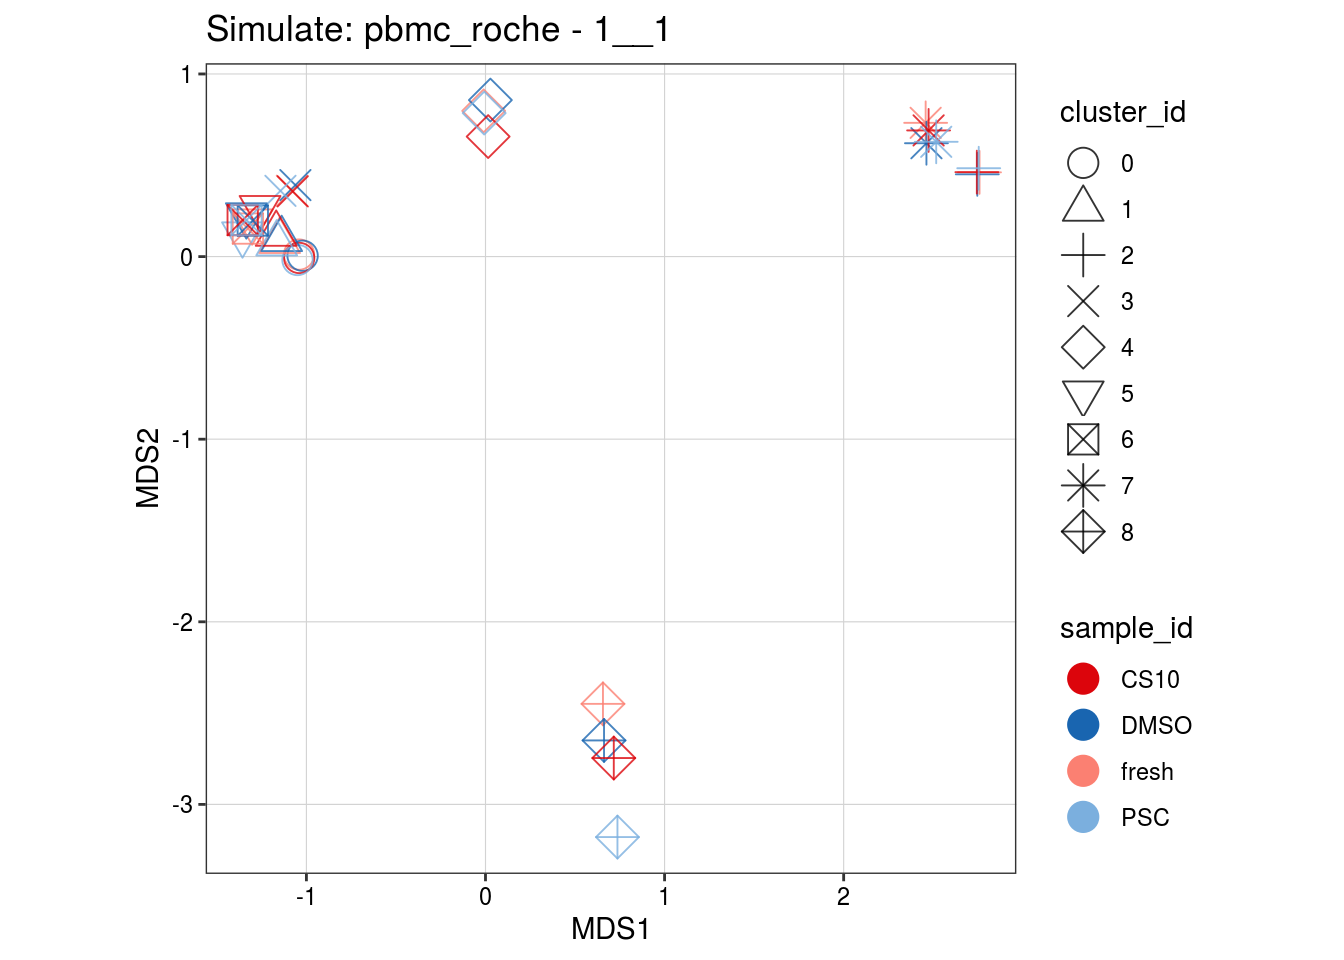 Simulate: pbmc_roche - 1__1
1
0
-1
-2
-3
MDS2
-1
0
1
2
MDS1
cluster_id
0
1
2
3
4
5
6
7
8
sample_id
CS10
DMSO
fresh
PSC